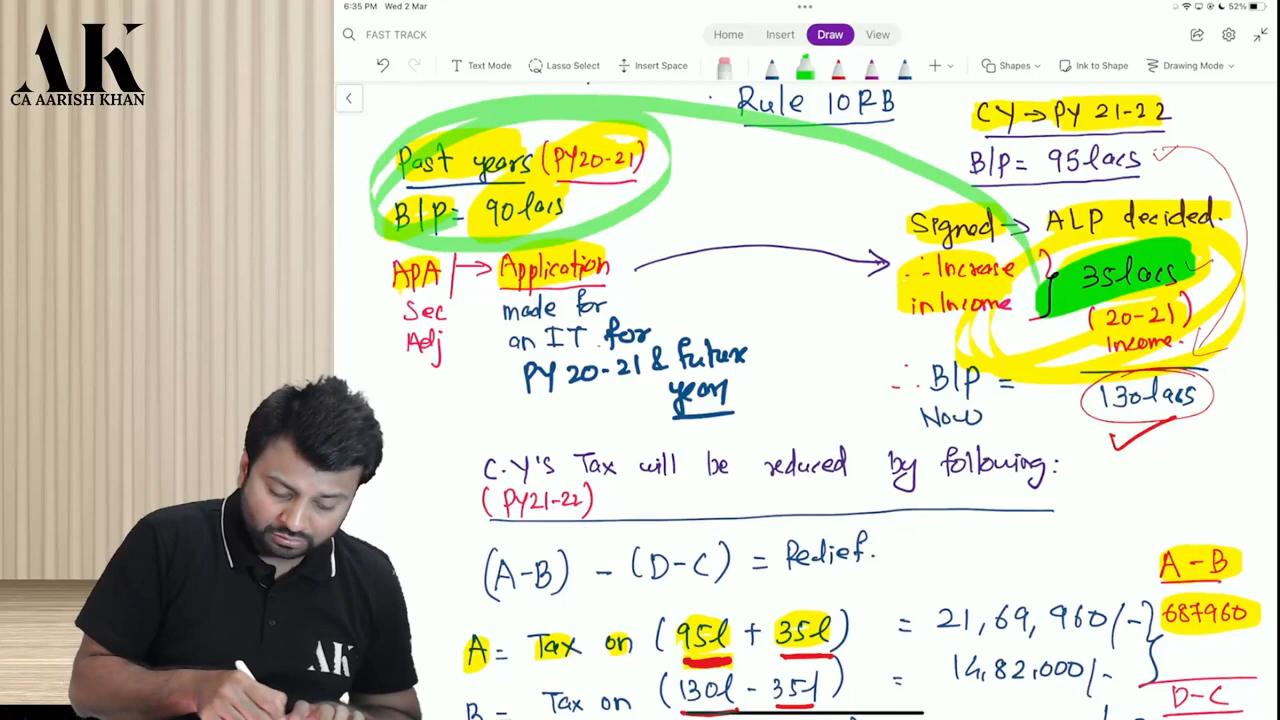 6:35 PM Wed 2 Mar
52%
AK
CA AARISH KHAN
FAST TRACK
Home Insert Draw View
Text Mode Lasso Select Insert Space Shapes Ink to Shape Drawing Mode
Rule 10RB
Past years (PY20-21)
B/P = 90 lacs
APA → Application
Sec made for
Adj an IT for
PY 20-21 & future
years
CY → PY 21-22
B/P = 95 lacs
Signed → ALP decided.
∴ Increase
in Income } 35 lacs
(20-21)
income.
∴ B/P = 130 lacs
Now
C.Y's Tax will be reduced by following:
(PY21-22)
(A-B) - (D-C) = Relief.
A-B
A = Tax on (95l + 35l) = 21,69,960/-
687960
B = Tax on (130l - 35l) = 14,82,000/-
D-C
AK